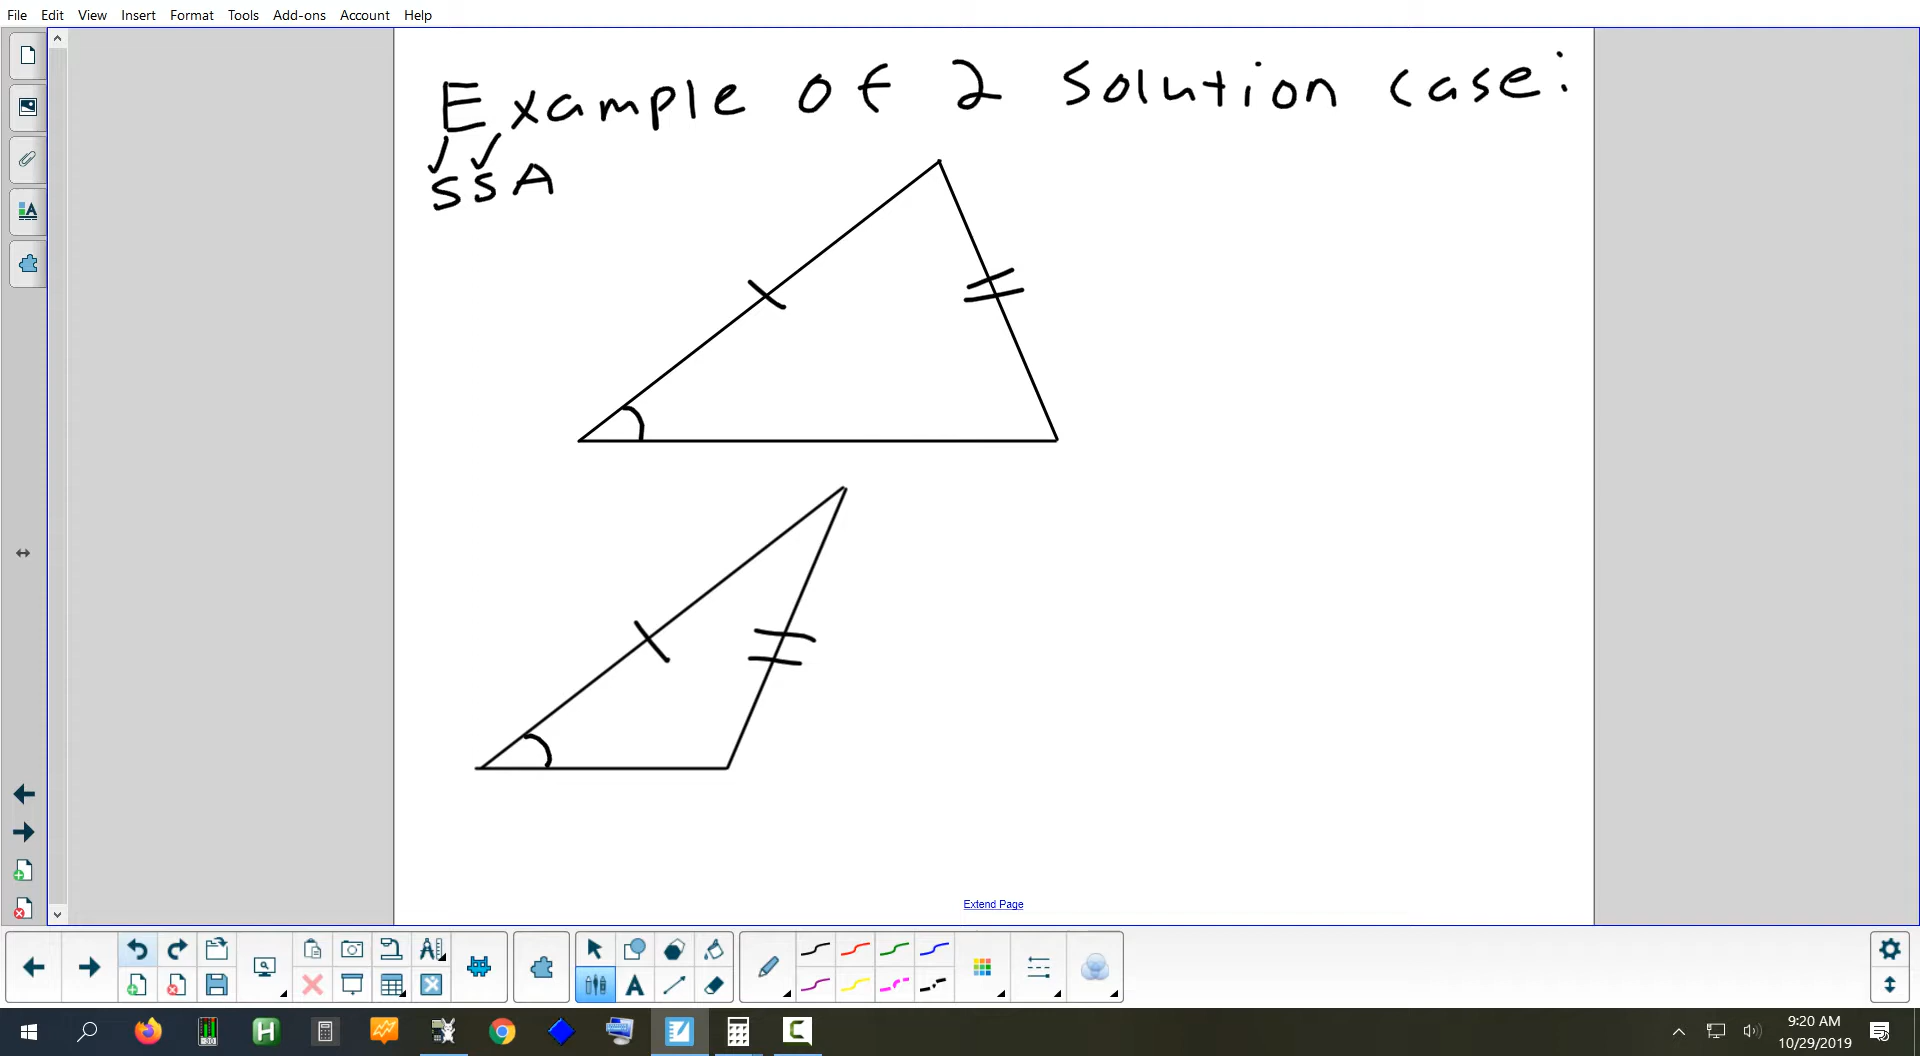 File Edit View Insert Format Tools Add-ons Account Help
Example of 2 solution case:
SSA
Extend Page
9:20 AM
10/29/2019